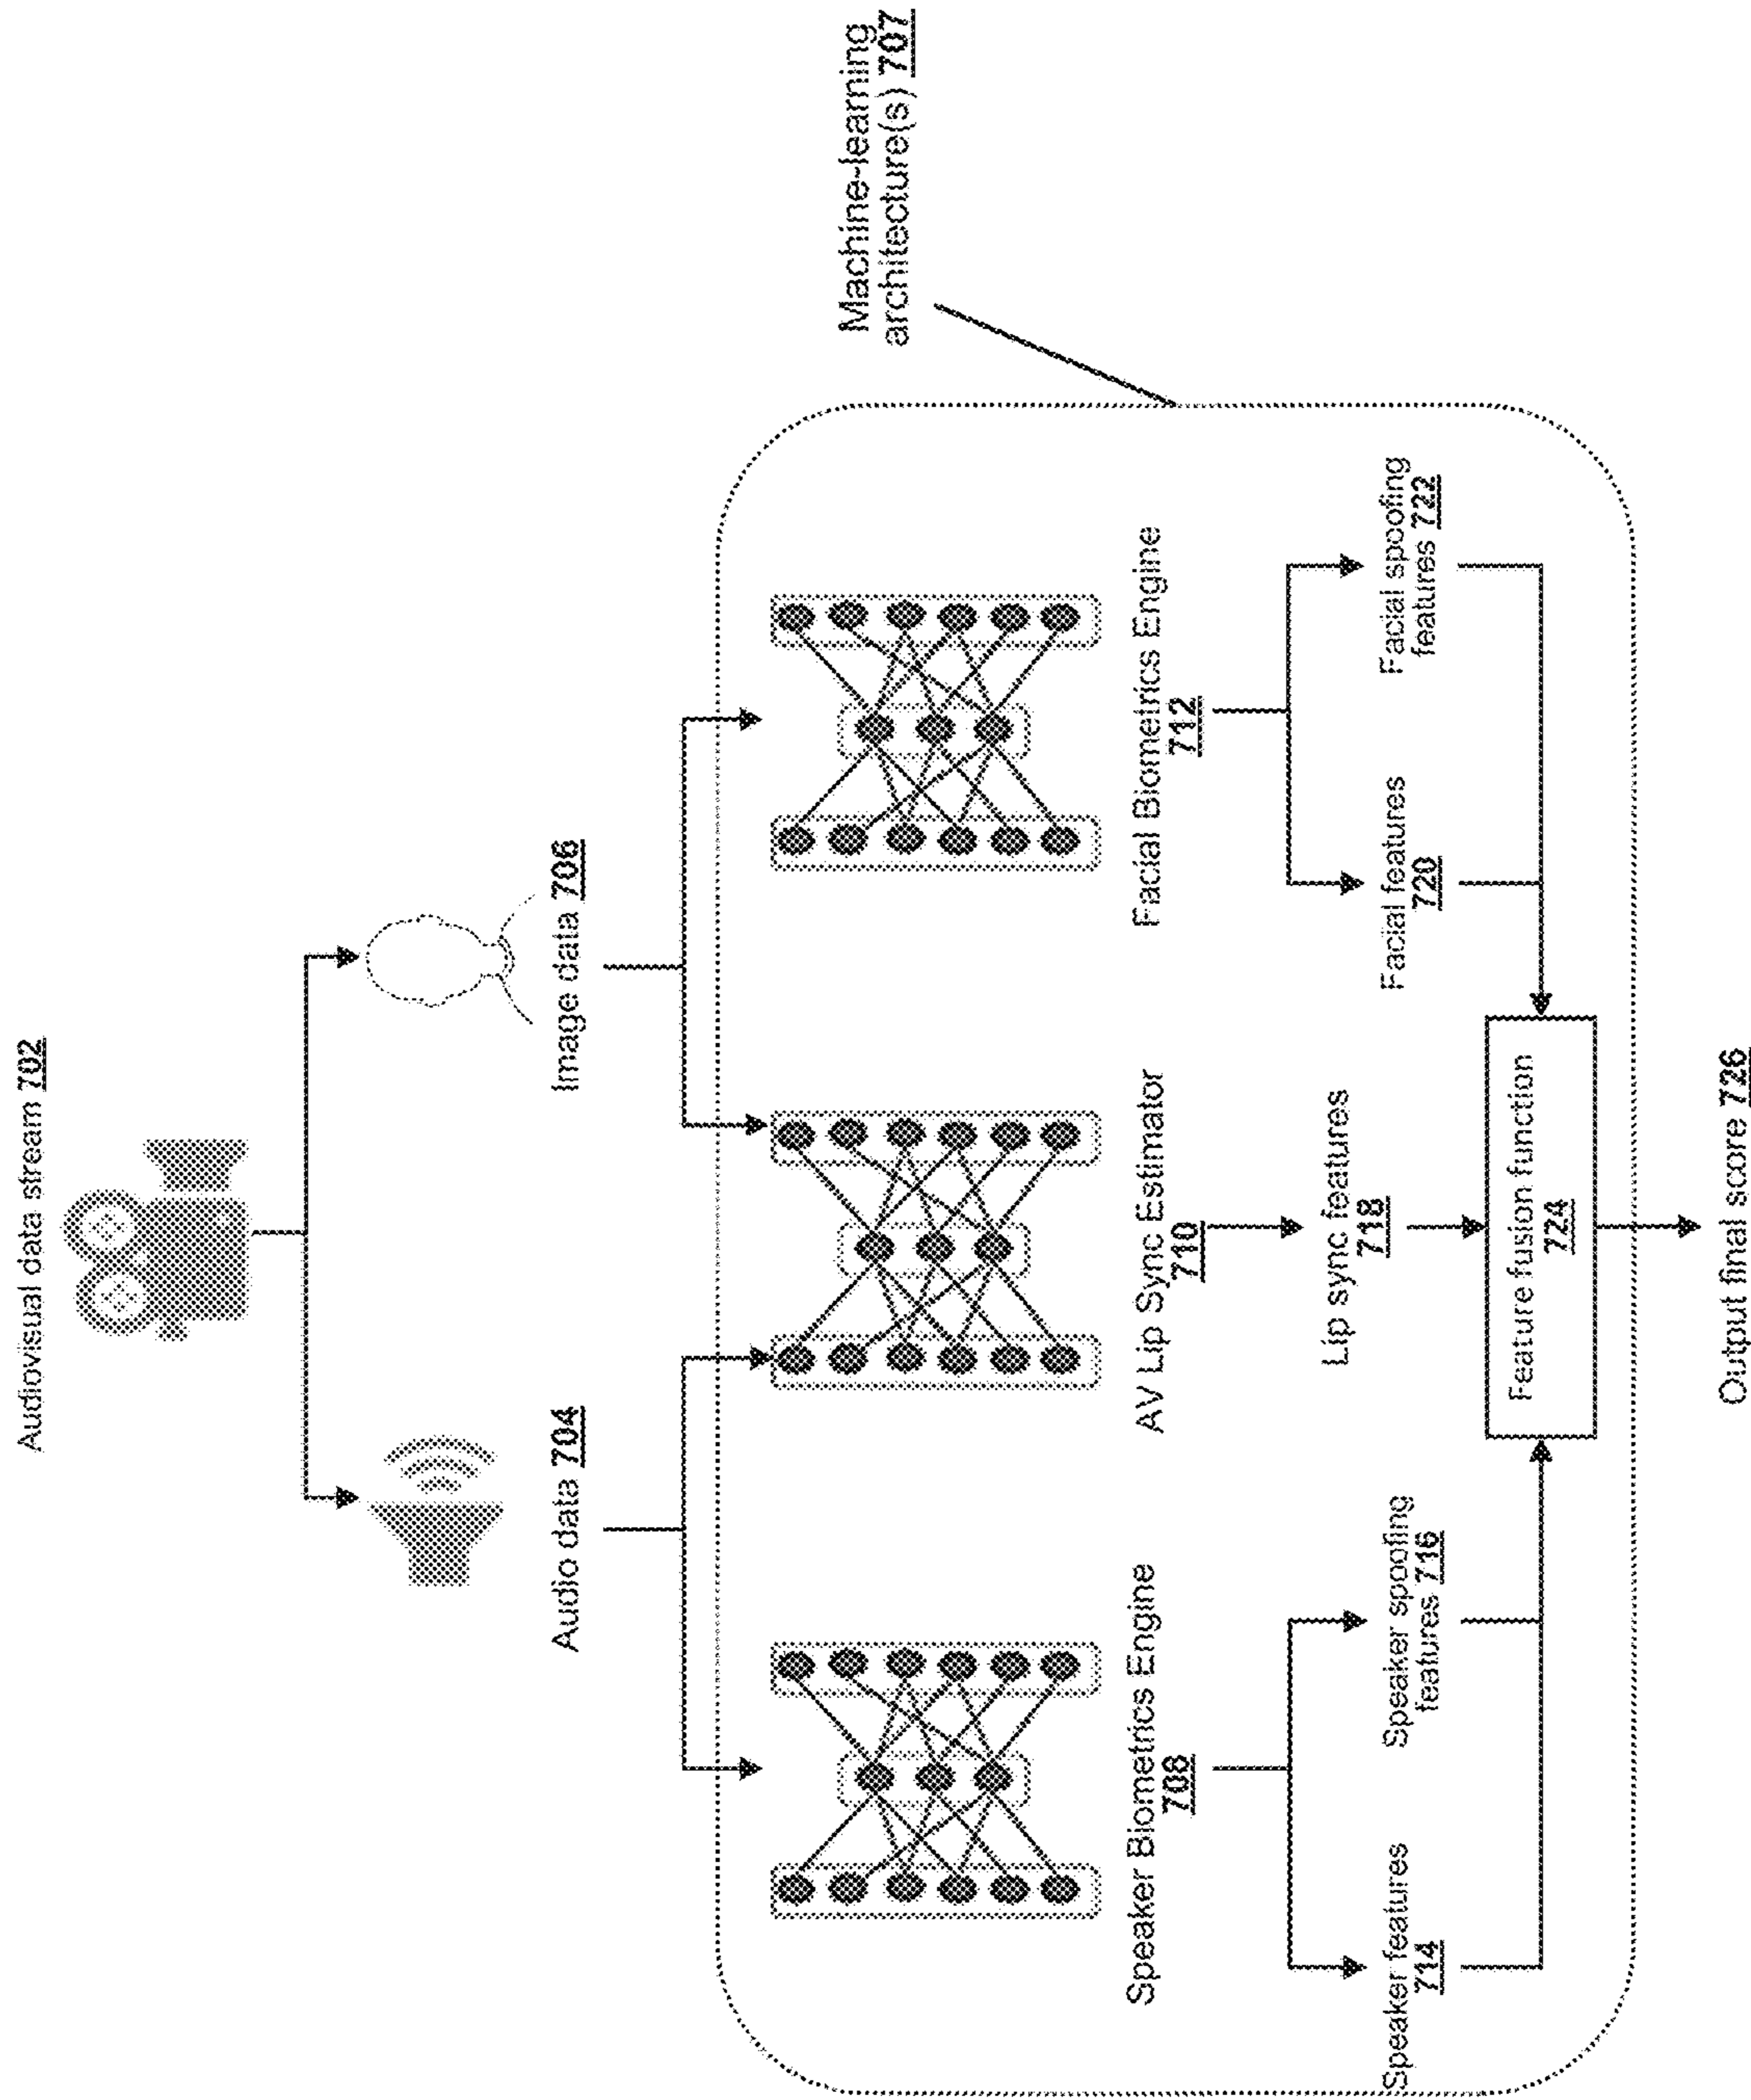 Audiovisual data stream 702
Audio data 704
Image data 706
Machine-learning
architecture(s) 707
Speaker Biometrics Engine
708
AV Lip Sync Estimator
710
Facial Biometrics Engine
712
Speaker features
714
Speaker spoofing
features 716
Lip sync features
718
Facial features
720
Facial spoofing
features 722
Feature fusion function
724
Output final score 726